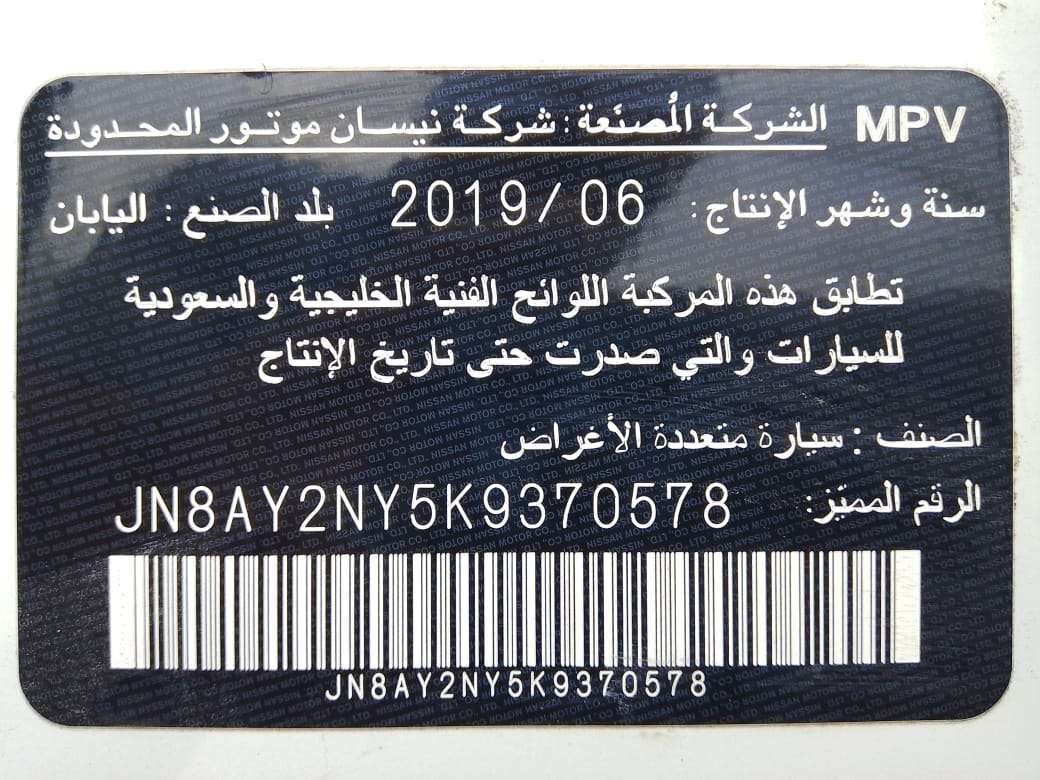 MPV الشركة المُصنّعة : شركة نيسان موتور المحدودة
سنة وشهر الإنتاج : 2019/06 بلد الصنع : اليابان
تطابق هذه المركبة اللوائح الفنية الخليجية والسعودية
للسيارات والتي صدرت حتى تاريخ الإنتاج
الصنف : سيارة متعددة الأغراض
الرقم المميّز: JN8AY2NY5K9370578
JN8AY2NY5K9370578